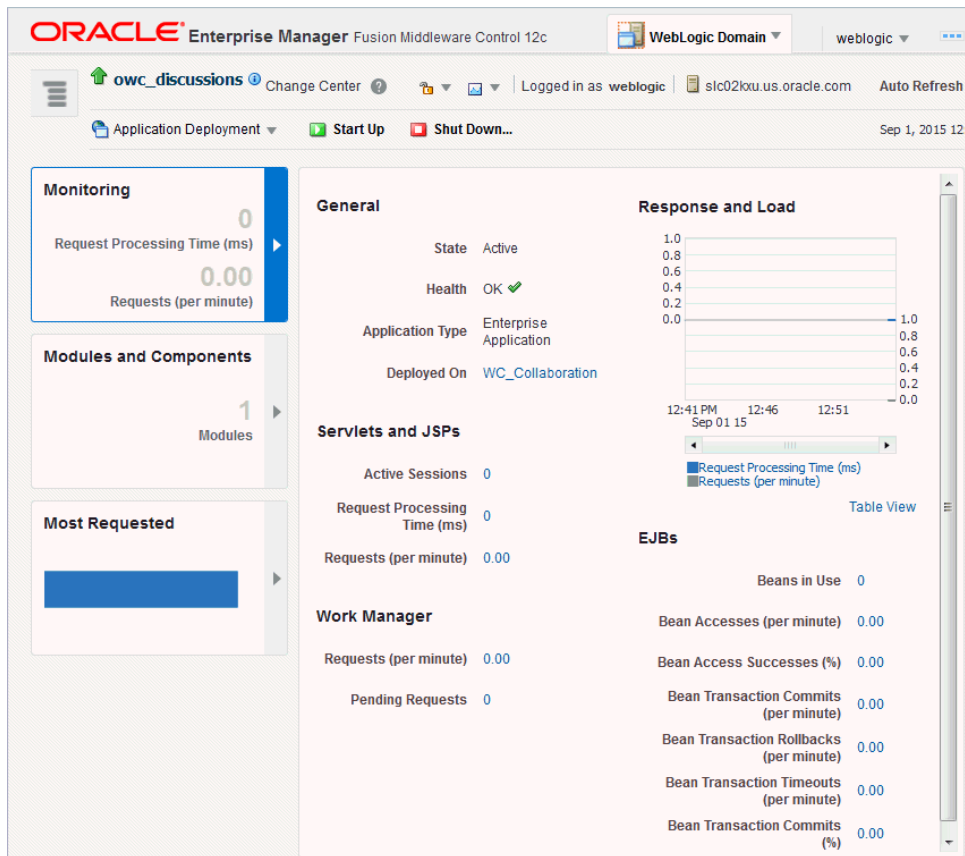 ORACLE Enterprise Manager Fusion Middleware Control 12c
WebLogic Domain
weblogic
owc_discussions
Change Center
Logged in as weblogic
slc02kxu.us.oracle.com
Auto Refresh
Application Deployment
Start Up
Shut Down...
Sep 1, 2015 12
Monitoring
0
Request Processing Time (ms)
0.00
Requests (per minute)
Modules and Components
1
Modules
Most Requested
General
State Active
Health OK
Application Type Enterprise
Application
Deployed On WC_Collaboration
Servlets and JSPs
Active Sessions 0
Request Processing
Time (ms) 0
Requests (per minute) 0.00
Work Manager
Requests (per minute) 0.00
Pending Requests 0
Response and Load
1.0
0.8
0.6
0.4
0.2
0.0
1.0
0.8
0.6
0.4
0.2
0.0
12:41 PM 12:46 12:51
Sep 01 15
Request Processing Time (ms)
Requests (per minute)
Table View
EJBs
Beans in Use 0
Bean Accesses (per minute) 0.00
Bean Access Successes (%) 0.00
Bean Transaction Commits
(per minute) 0.00
Bean Transaction Rollbacks
(per minute) 0.00
Bean Transaction Timeouts
(per minute) 0.00
Bean Transaction Commits
(%) 0.00